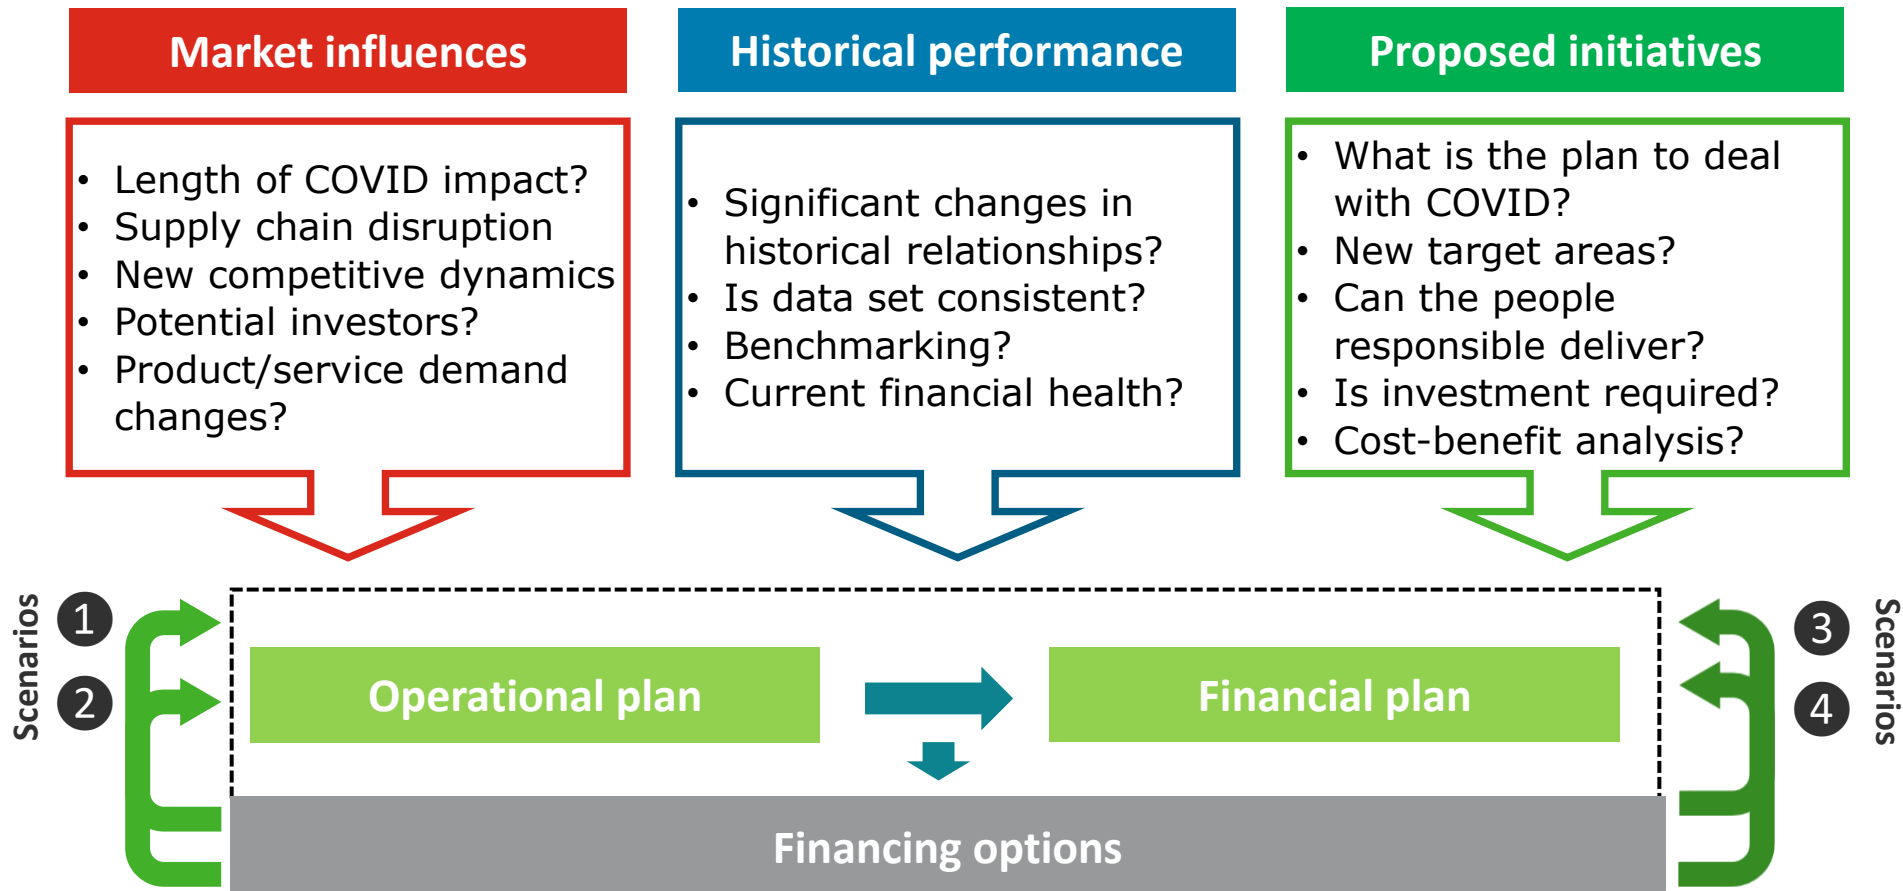 Market influences
Historical performance
Proposed initiatives
• Length of COVID impact?
• Supply chain disruption
• New competitive dynamics
• Potential investors?
• Product/service demand
changes?
• Significant changes in
historical relationships?
• Is data set consistent?
• Benchmarking?
• Current financial health?
• What is the plan to deal
with COVID?
• New target areas?
• Can the people
responsible deliver?
• Is investment required?
• Cost-benefit analysis?
Scenarios
1
2
Operational plan
Financial plan
3
4
Scenarios
Financing options